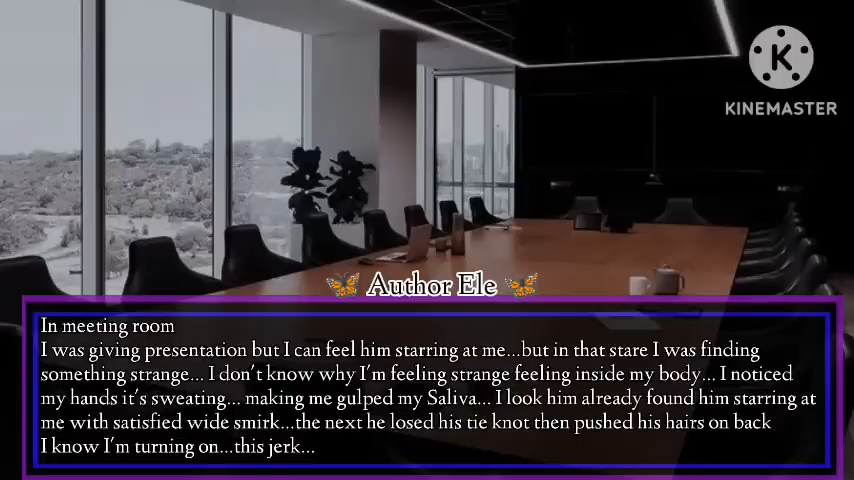 KINEMASTER
🦋 Author Ele 🦋
In meeting room
I was giving presentation but I can feel him starring at me...but in that stare I was finding
something strange... I don't know why I'm feeling strange feeling inside my body... I noticed
my hands it's sweating... making me gulped my Saliva... I look him already found him starring at
me with satisfied wide smirk...the next he losed his tie knot then pushed his hairs on back
I know I'm turning on...this jerk...